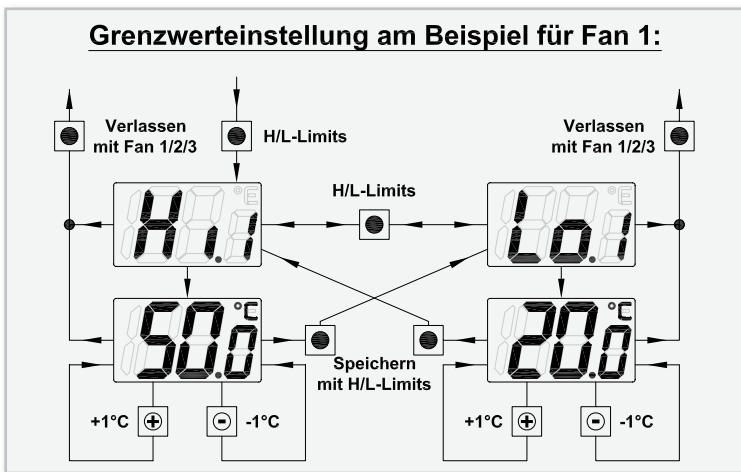 Grenzwerteinstellung am Beispiel für Fan 1:
Verlassen
mit Fan 1/2/3
H/L-Limits
H/L-Limits
Verlassen
mit Fan 1/2/3
Hi.1
Lo.1
50.0 °C
20.0 °C
Speichern
mit H/L-Limits
+1°C
+
-
-1°C
+1°C
+
-
-1°C